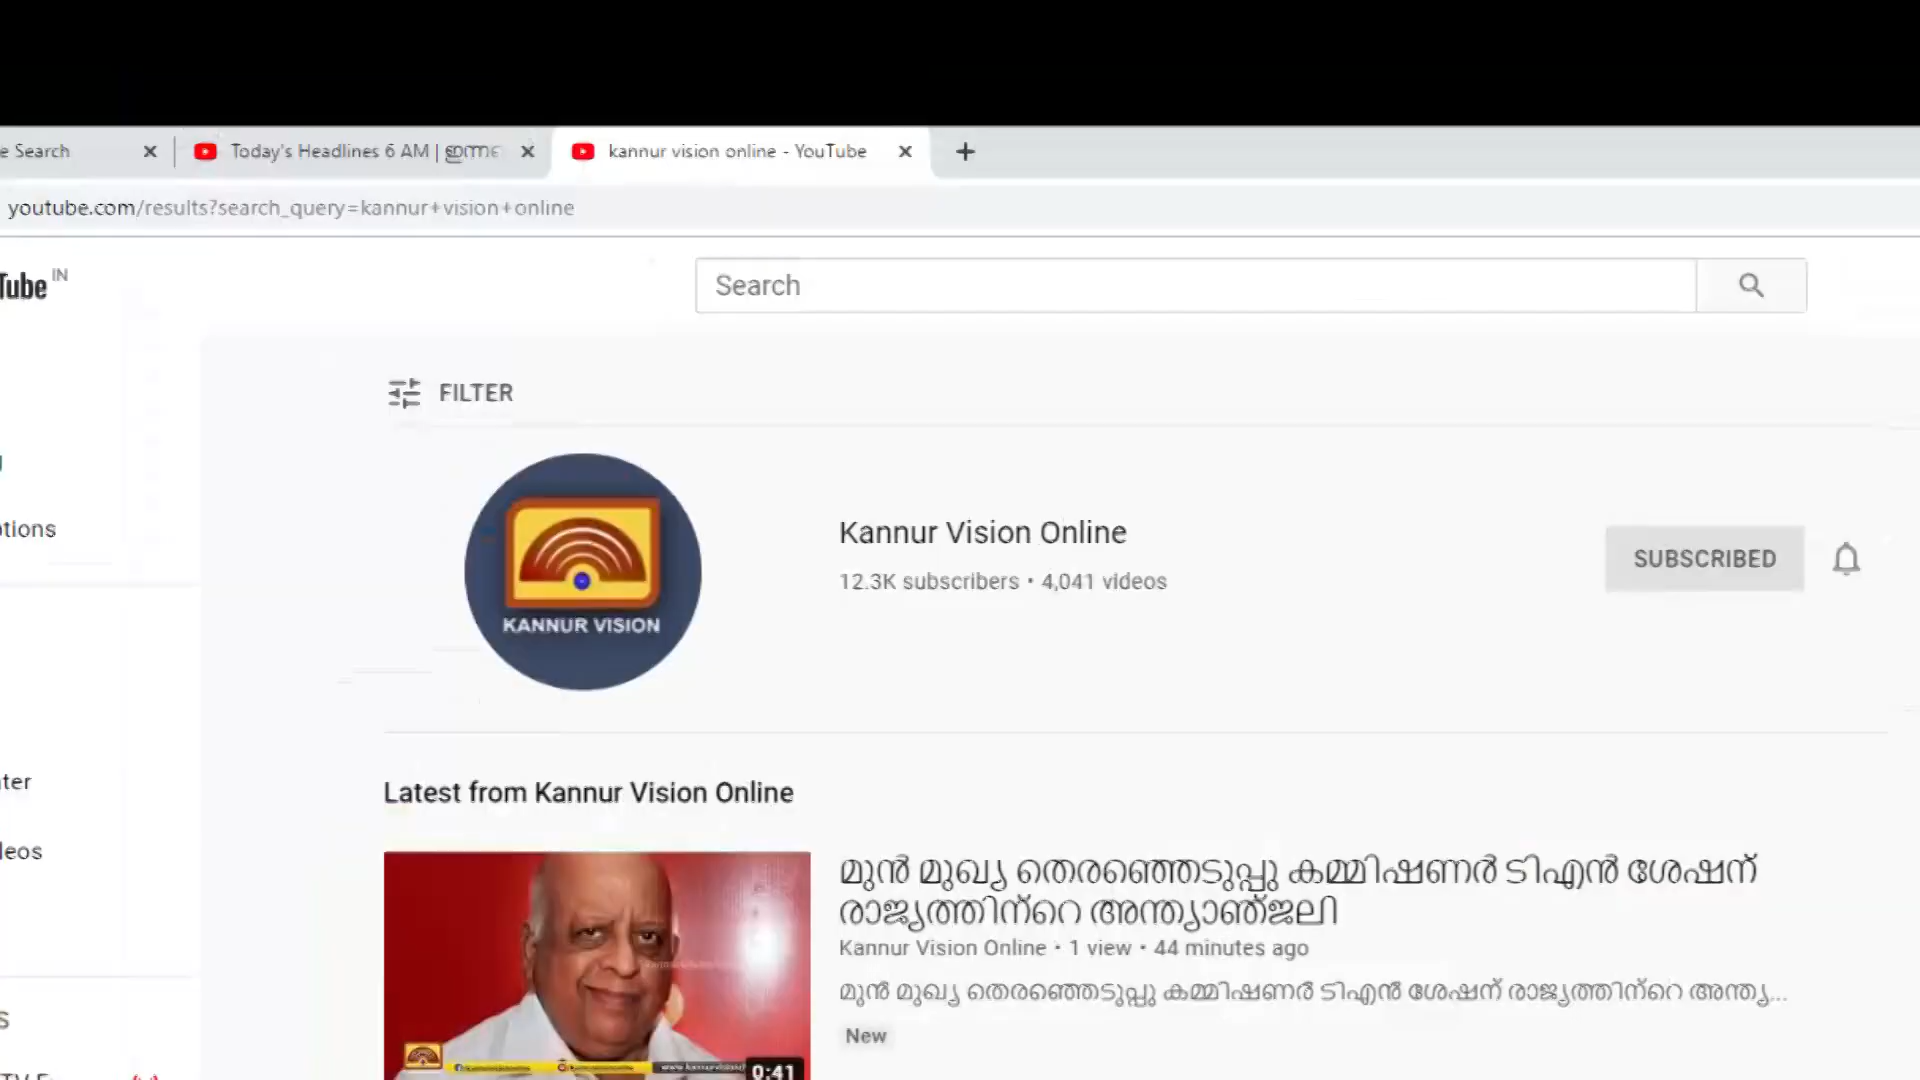 e Search
Today's Headlines 6 AM | ഇന്നത
kannur vision online - YouTube
youtube.com/results?search_query=kannur+vision+online
Tube IN
Search
FILTER
tions
KANNUR VISION
Kannur Vision Online
12.3K subscribers • 4,041 videos
SUBSCRIBED
ter
leos
Latest from Kannur Vision Online
മുൻ മുഖ്യ തെരഞ്ഞെടുപ്പു കമ്മിഷണർ ടിഎൻ ശേഷന്
രാജ്യത്തിന്റെ അന്ത്യാഞ്ജലി
Kannur Vision Online • 1 view • 44 minutes ago
മുൻ മുഖ്യ തെരഞ്ഞെടുപ്പു കമ്മിഷണർ ടിഎൻ ശേഷന് രാജ്യത്തിന്റെ അന്ത്യ...
New
0:41
S